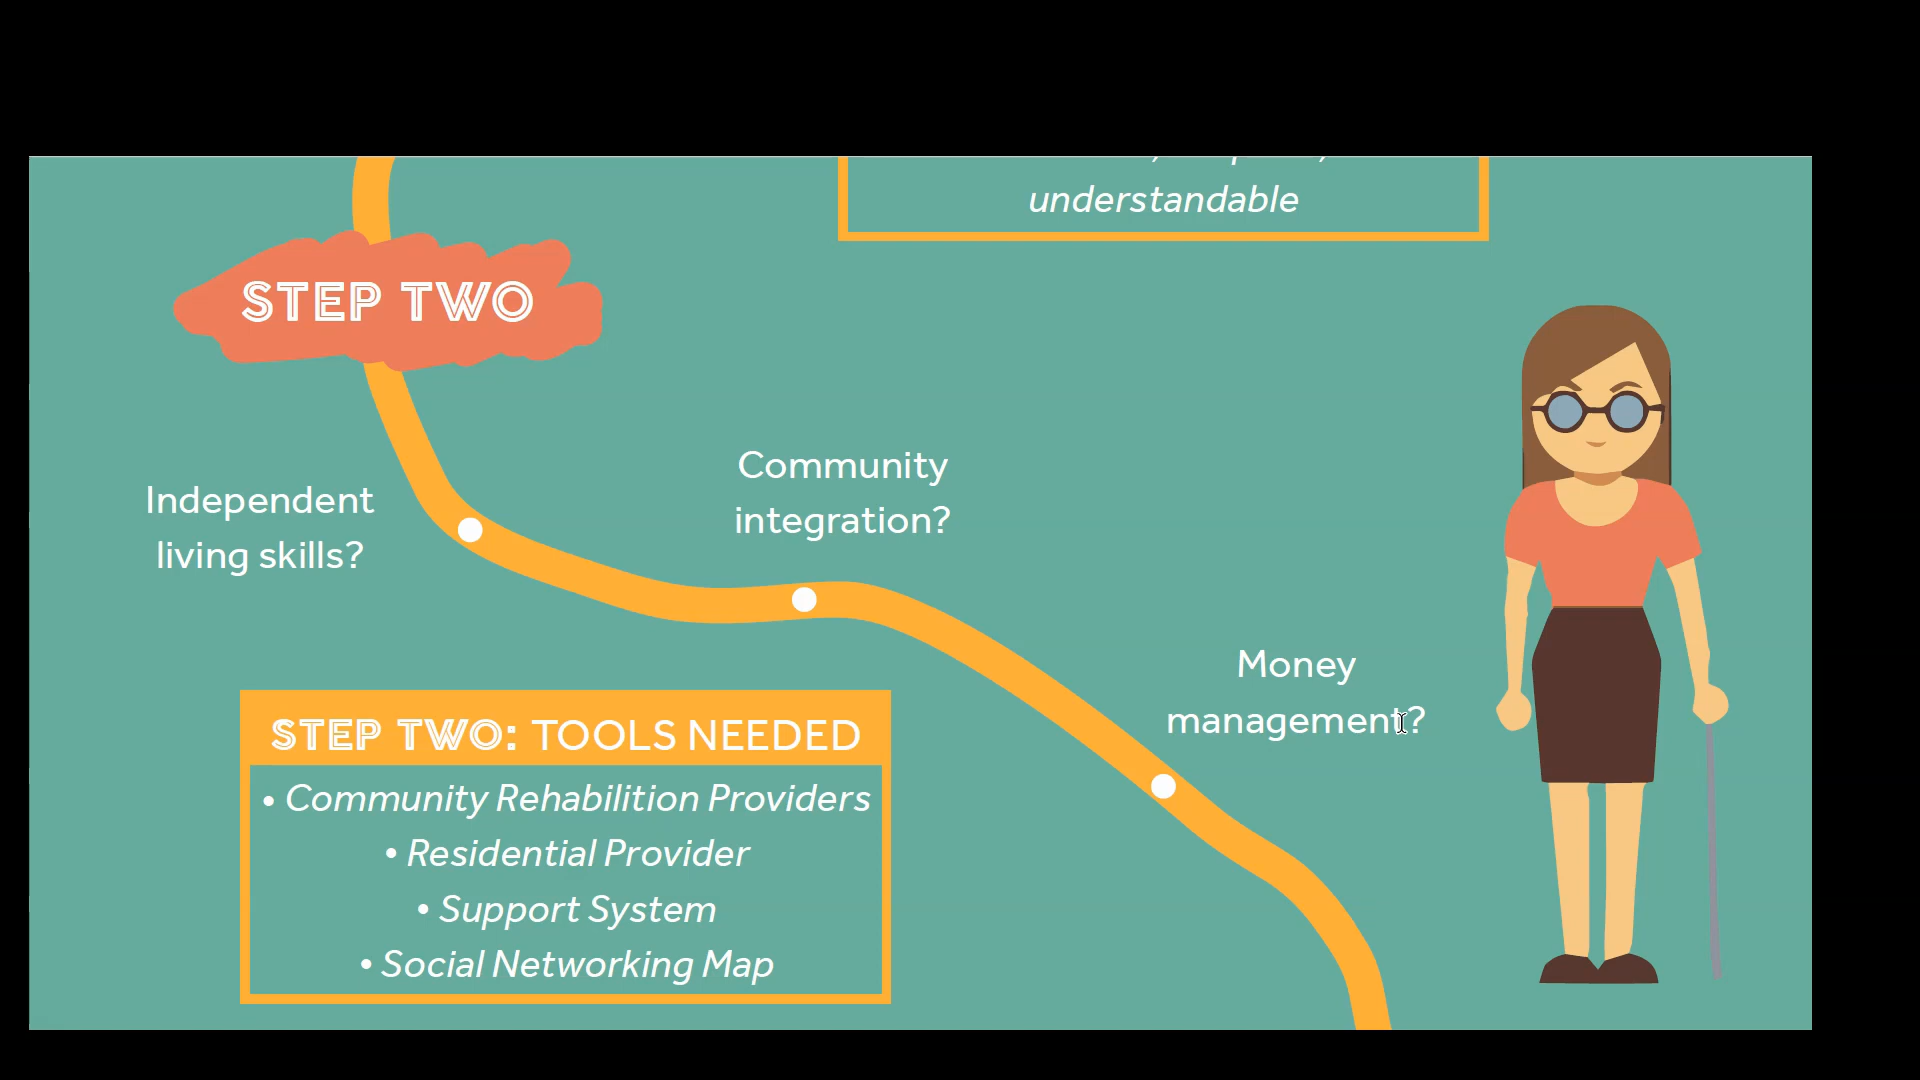 understandable
STEP TWO
Independent
living skills?
Community
integration?
Money
management?
STEP TWO: TOOLS NEEDED
• Community Rehabilition Providers
• Residential Provider
• Support System
• Social Networking Map